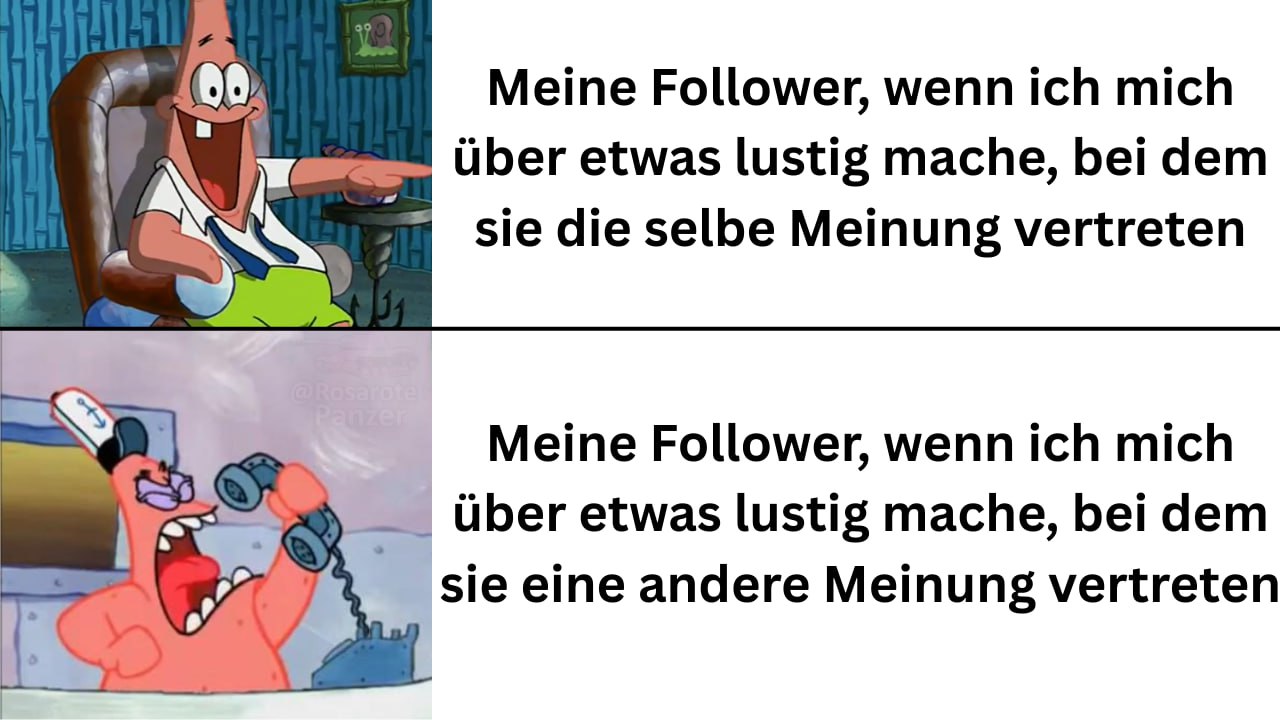 Meine Follower, wenn ich mich
über etwas lustig mache, bei dem
sie die selbe Meinung vertreten
@Rosarote
Panzer
Meine Follower, wenn ich mich
über etwas lustig mache, bei dem
sie eine andere Meinung vertreten